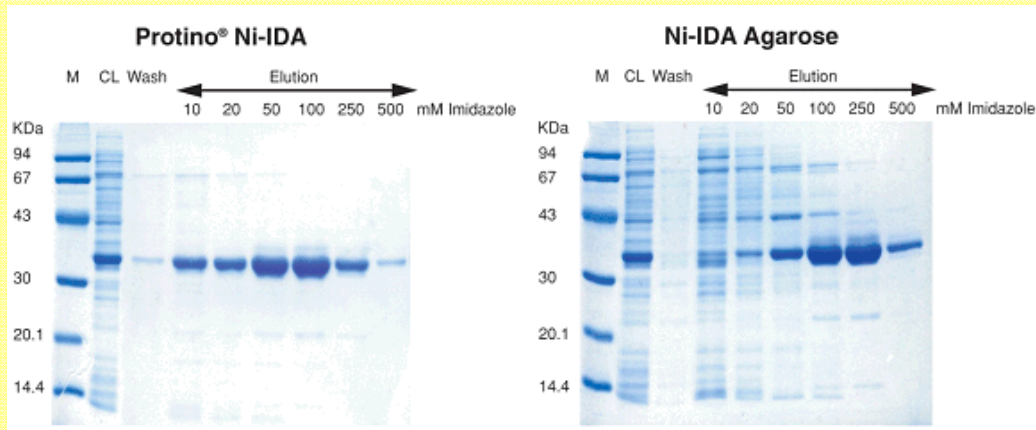 Protino® Ni-IDA
M CL Wash Elution
10 20 50 100 250 500 mM Imidazole
KDa
94
67
43
30
20.1
14.4
Ni-IDA Agarose
M CL Wash Elution
10 20 50 100 250 500 mM Imidazole
KDa
94
67
43
30
20.1
14.4